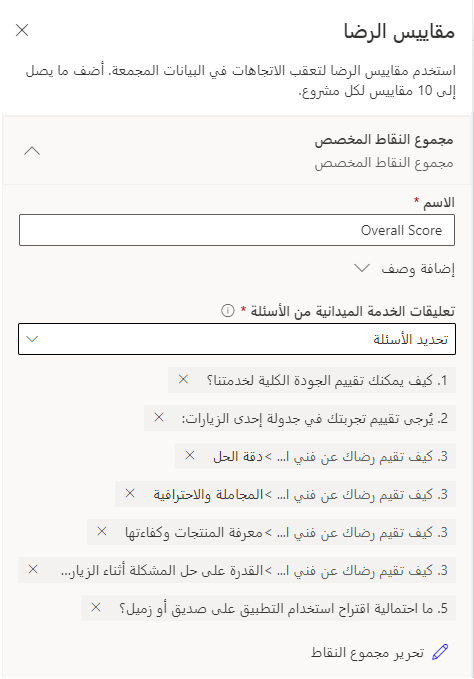 مقاييس الرضا
استخدم مقاييس الرضا لتعقب الاتجاهات في البيانات المجمعة. أضف ما يصل
إلى 10 مقاييس لكل مشروع.
مجموع النقاط المخصص
مجموع النقاط المخصص
الاسم *
Overall Score
إضافة وصف
تعليقات الخدمة الميدانية من الأسئلة *
تحديد الأسئلة
1. كيف يمكنك تقييم الجودة الكلية لخدمتنا؟
2. يُرجى تقييم تجربتك في جدولة إحدى الزيارات:
3. كيف تقيم رضاك عن فني ا... >دقة الحل
3. كيف تقيم رضاك عن فني ا... >المجاملة والاحترافية
3. كيف تقيم رضاك عن فني ا... >معرفة المنتجات وكفاءتها
3. كيف تقيم رضاك عن فني ا... >القدرة على حل المشكلة أثناء الزيار...
5. ما احتمالية اقتراح استخدام التطبيق على صديق أو زميل؟
تحرير مجموع النقاط